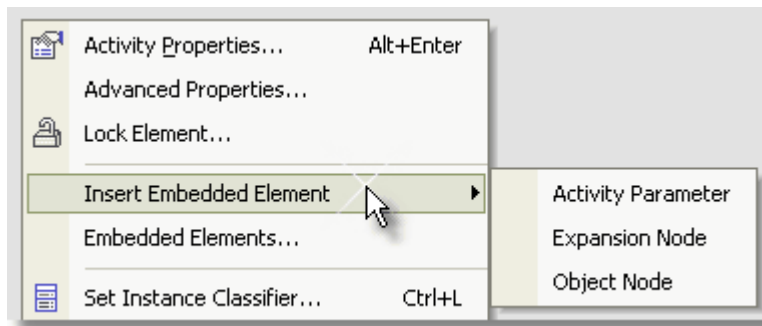 Activity Properties... Alt+Enter
Advanced Properties...
Lock Element...
Insert Embedded Element
Embedded Elements...
Set Instance Classifier... Ctrl+L
Activity Parameter
Expansion Node
Object Node